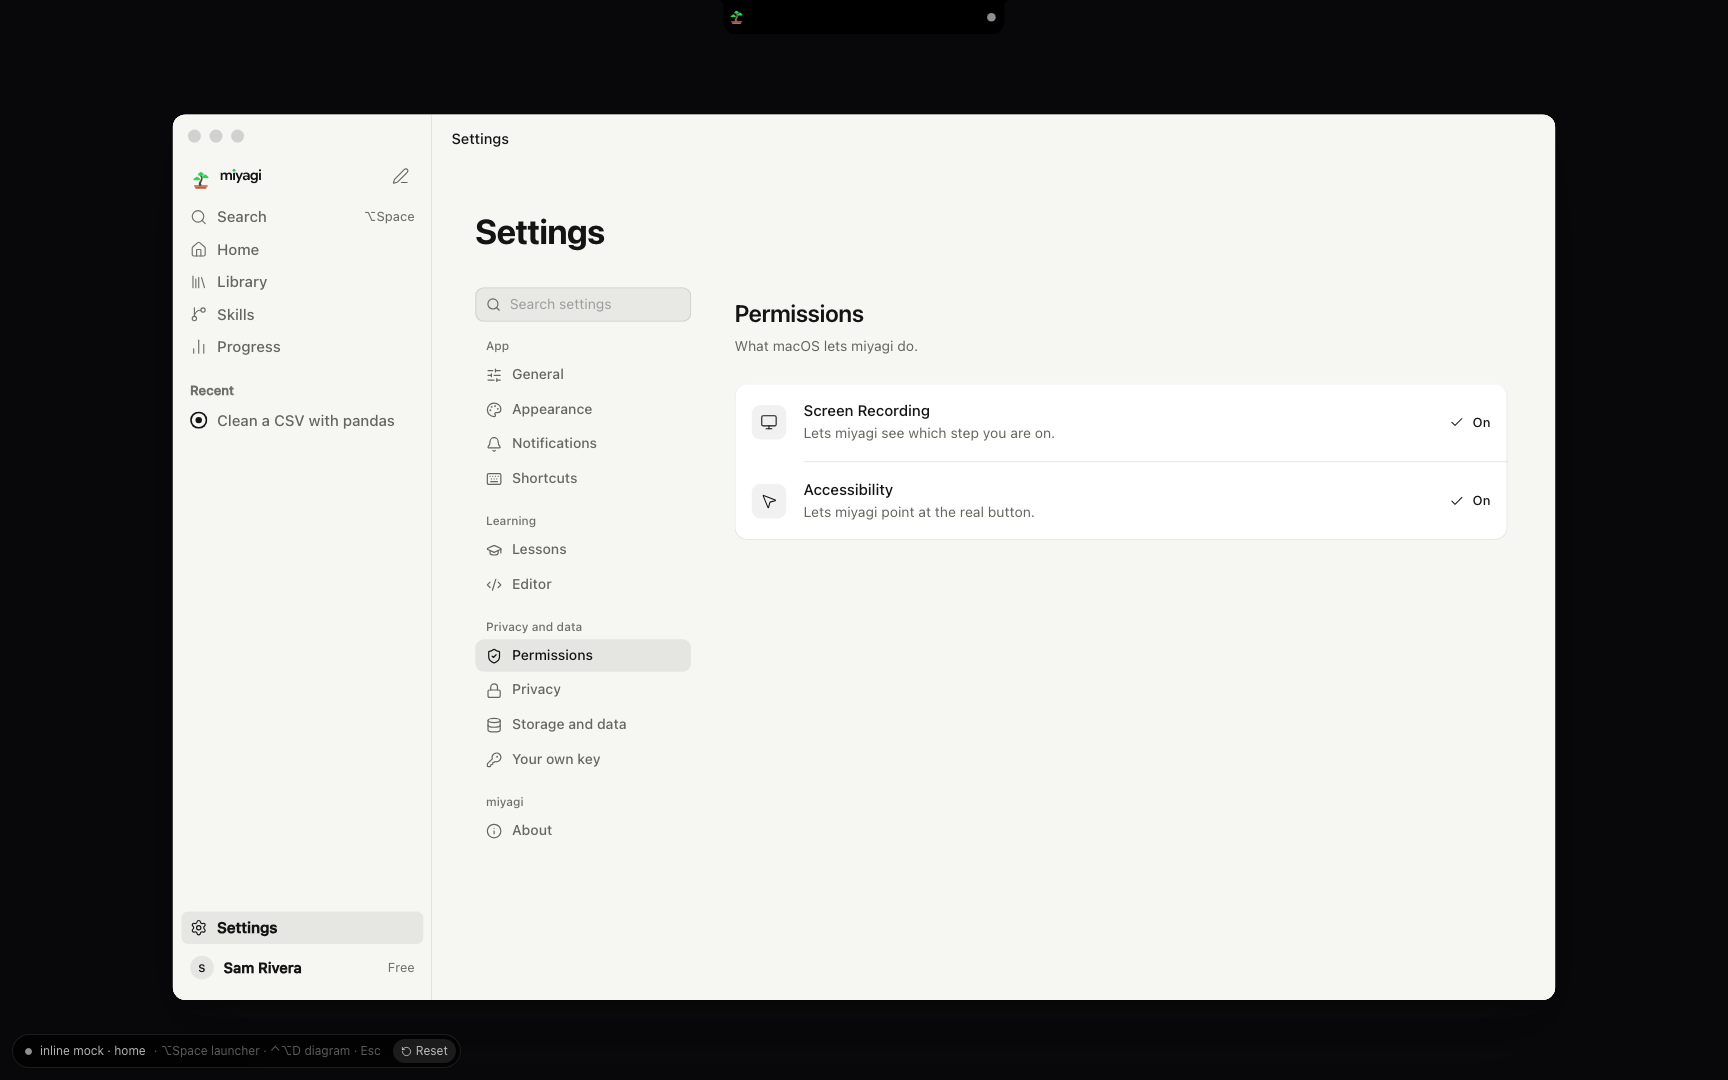 Settings
miyagi
Search ⌥Space
Home
Library
Skills
Progress
Recent
Clean a CSV with pandas
Settings
S Sam Rivera Free
Settings
Search settings
App
General
Appearance
Notifications
Shortcuts
Learning
Lessons
Editor
Privacy and data
Permissions
Privacy
Storage and data
Your own key
miyagi
About
Permissions
What macOS lets miyagi do.
Screen Recording
Lets miyagi see which step you are on.
On
Accessibility
Lets miyagi point at the real button.
On
inline mock · home · ⌥Space launcher · ^⌥D diagram · Esc Reset